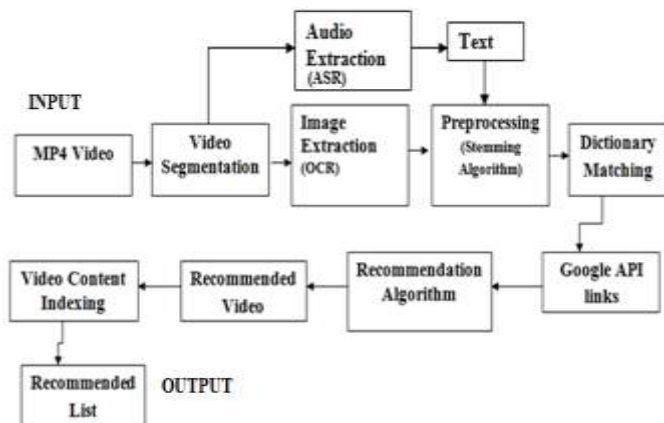 Audio
Extraction
(ASR)
Text
INPUT
MP4 Video
Video
Segmentation
Image
Extraction
(OCR)
Preprocessing
(Stemming
Algorithm)
Dictionary
Matching
Video Content
Indexing
Recommended
Video
Recommendation
Algorithm
Google API
links
Recommended
List
OUTPUT